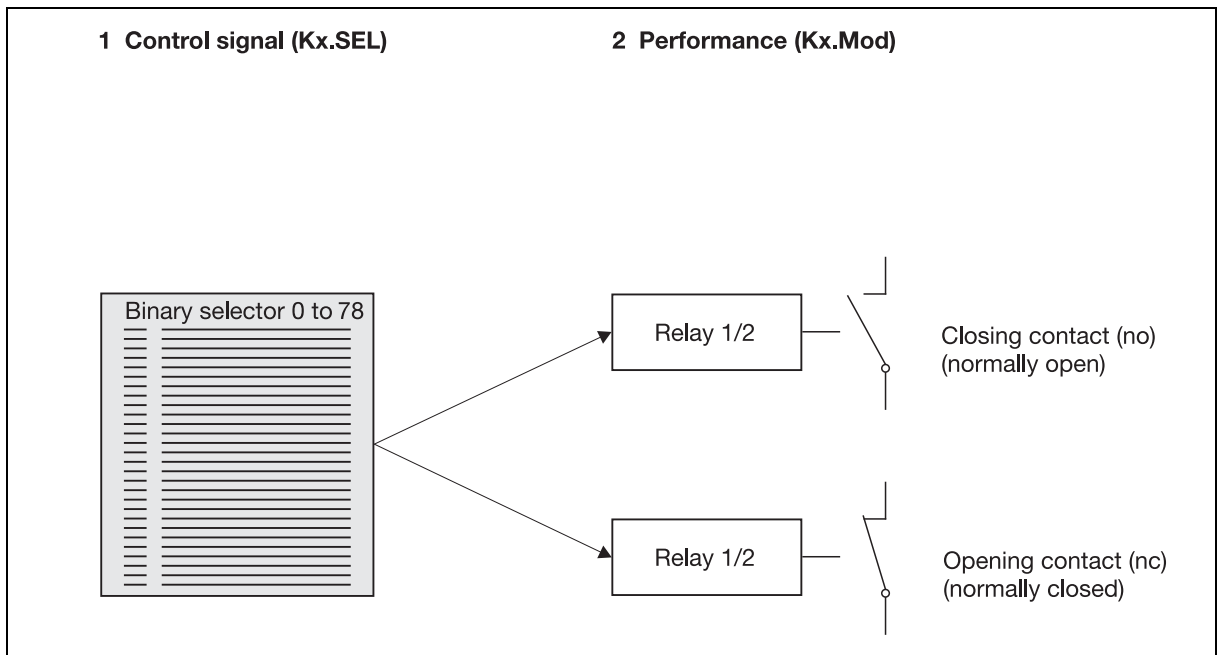 1 Control signal (Kx.SEL)
2 Performance (Kx.Mod)
Binary selector 0 to 78
Relay 1/2
Closing contact (no)
(normally open)
Relay 1/2
Opening contact (nc)
(normally closed)